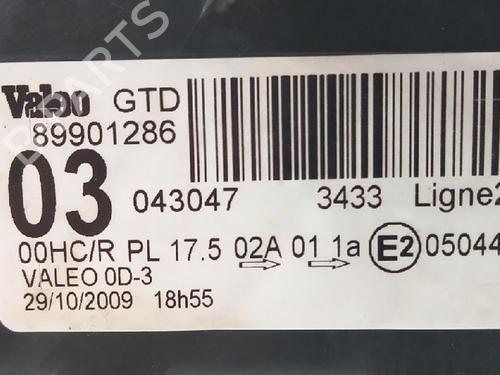 Valeo GTD
89901286
03 043047 3433 Ligne2
00HC/R PL 17.5 02A 01 1a E2 05044
VALEO 0D-3
29/10/2009 18h55